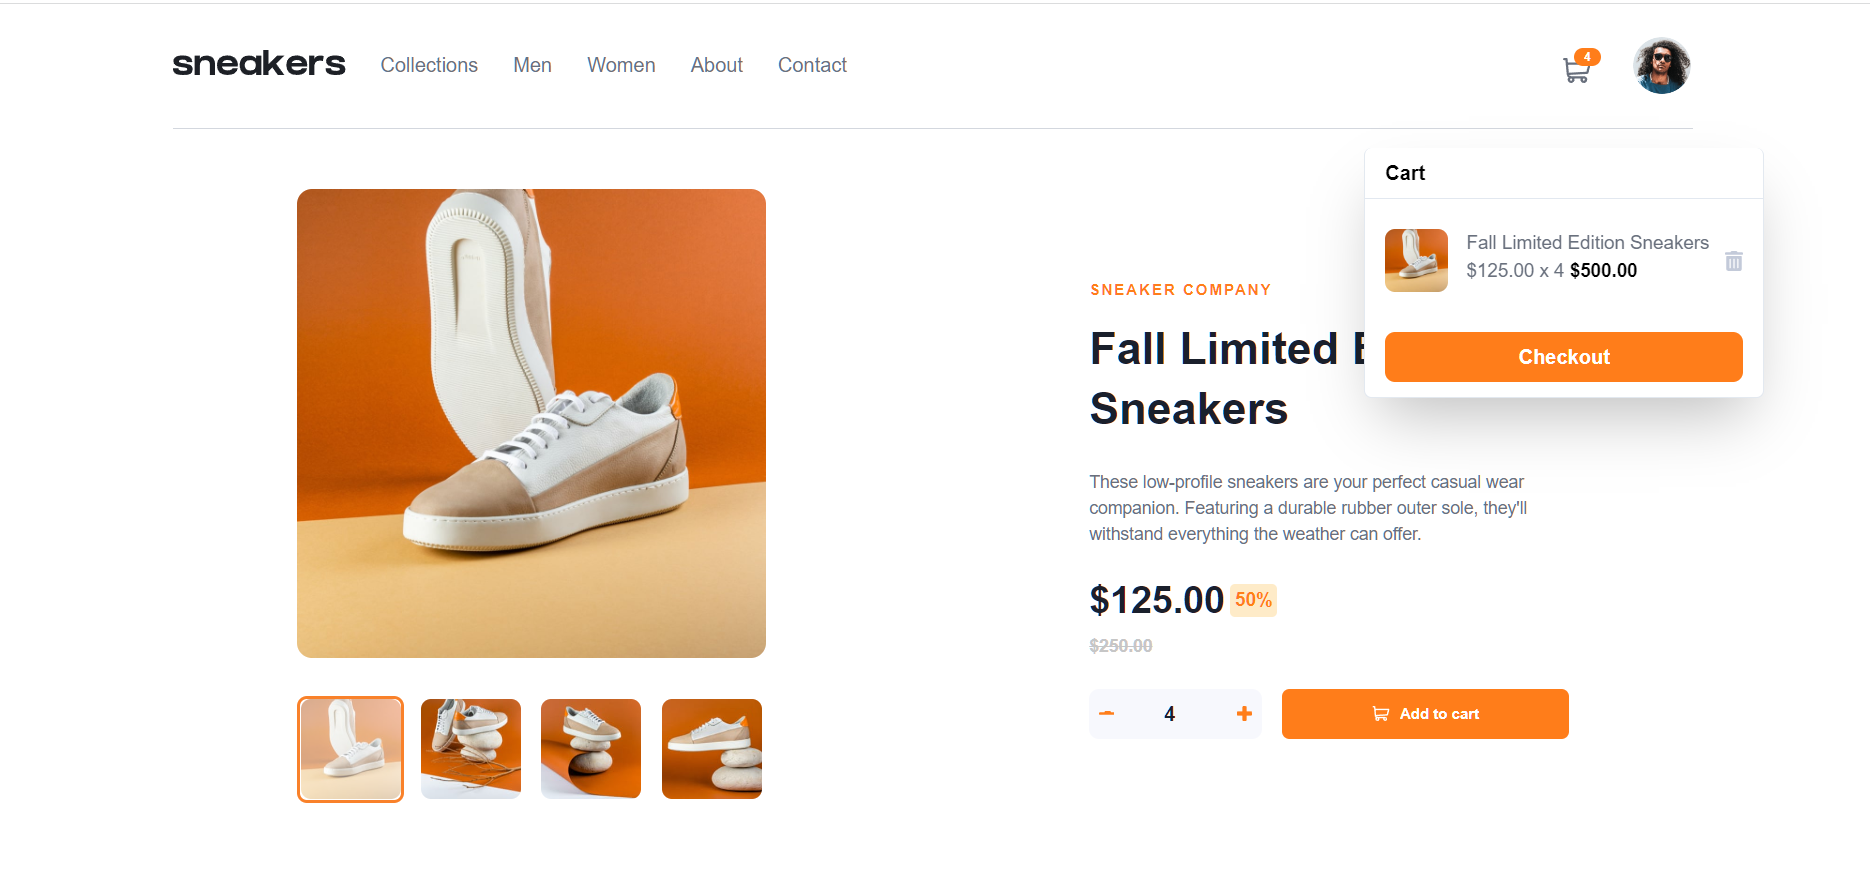 sneakers Collections Men Women About Contact 4
Cart
Fall Limited Edition Sneakers
$125.00 x 4 $500.00
Checkout
SNEAKER COMPANY
Fall Limited
Sneakers
These low-profile sneakers are your perfect casual wear
companion. Featuring a durable rubber outer sole, they'll
withstand everything the weather can offer.
$125.00 50%
$250.00
4 Add to cart